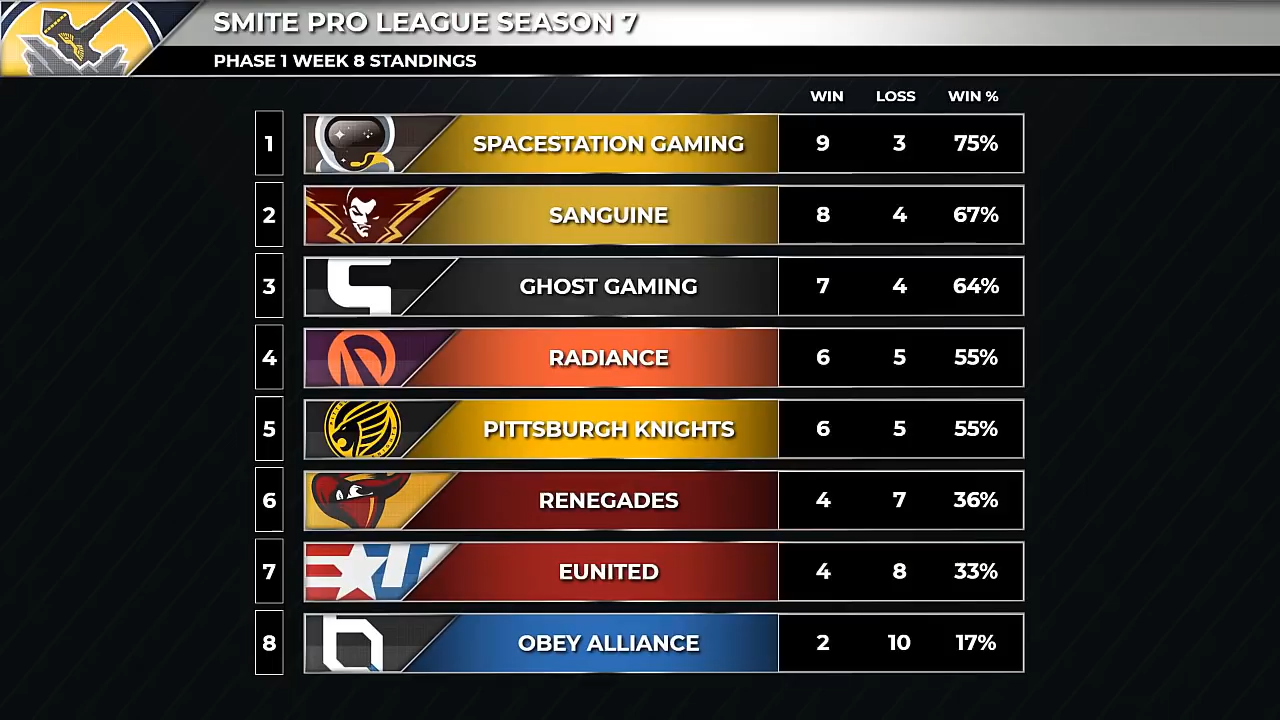 SMITE PRO LEAGUE SEASON 7
PHASE 1 WEEK 8 STANDINGS
WIN LOSS WIN %
1 SPACESTATION GAMING 9 3 75%
2 SANGUINE 8 4 67%
3 GHOST GAMING 7 4 64%
4 RADIANCE 6 5 55%
5 PITTSBURGH KNIGHTS 6 5 55%
6 RENEGADES 4 7 36%
7 EUNITED 4 8 33%
8 OBEY ALLIANCE 2 10 17%